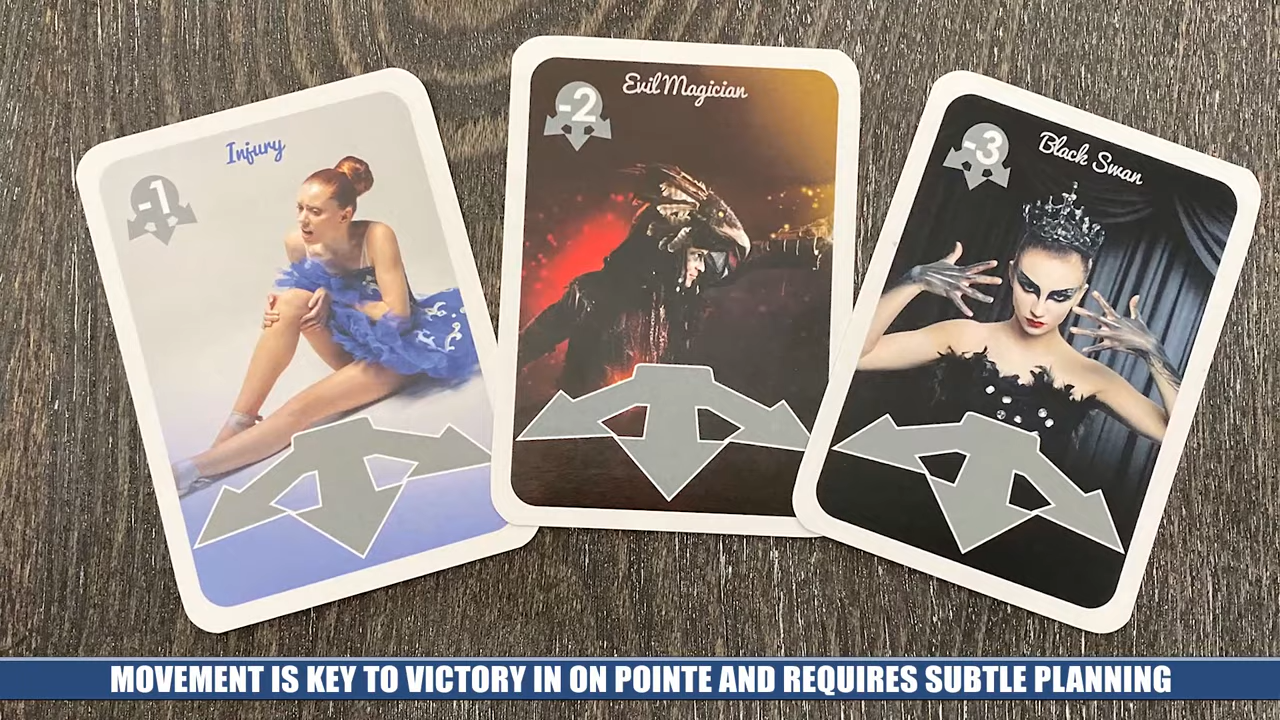 Injury
-1
Evil Magician
-2
Black Swan
-3
MOVEMENT IS KEY TO VICTORY IN ON POINTE AND REQUIRES SUBTLE PLANNING